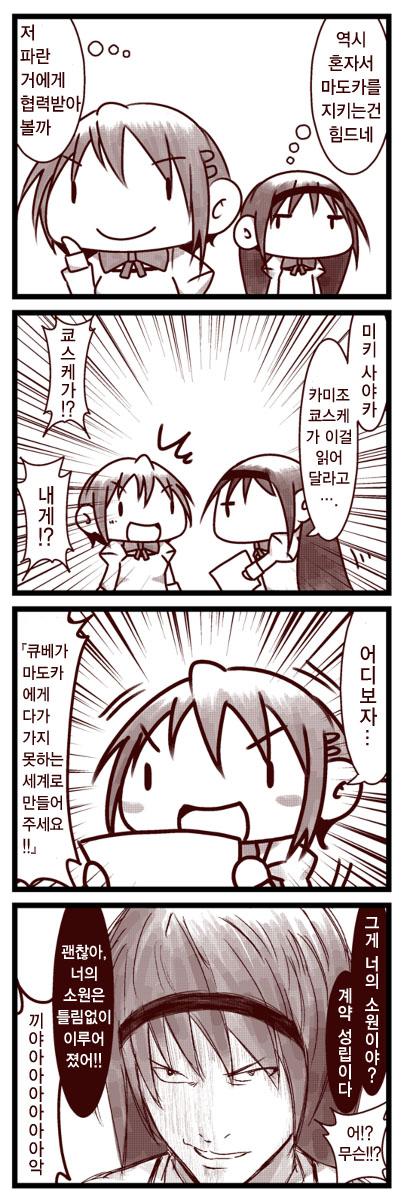 역시
혼자서
마도카를
지키는건
힘드네
저
파란
거에게
협력받아
볼까
미키 사야카
카미조
쿄스케
가 이걸
읽어
달라고
....
쿄스케가!?
내게!?
어디보자...
『큐베가
마도카
에게
다가
가지
못하는
세계로
만들어
주세요
!!』
그게 너의 소원이야?
계약 성립이다
어!?
무슨!!?
괜찮아,
너의
소원은
틀림없이
이루어
졌어!!
끼야아아아아아아아악